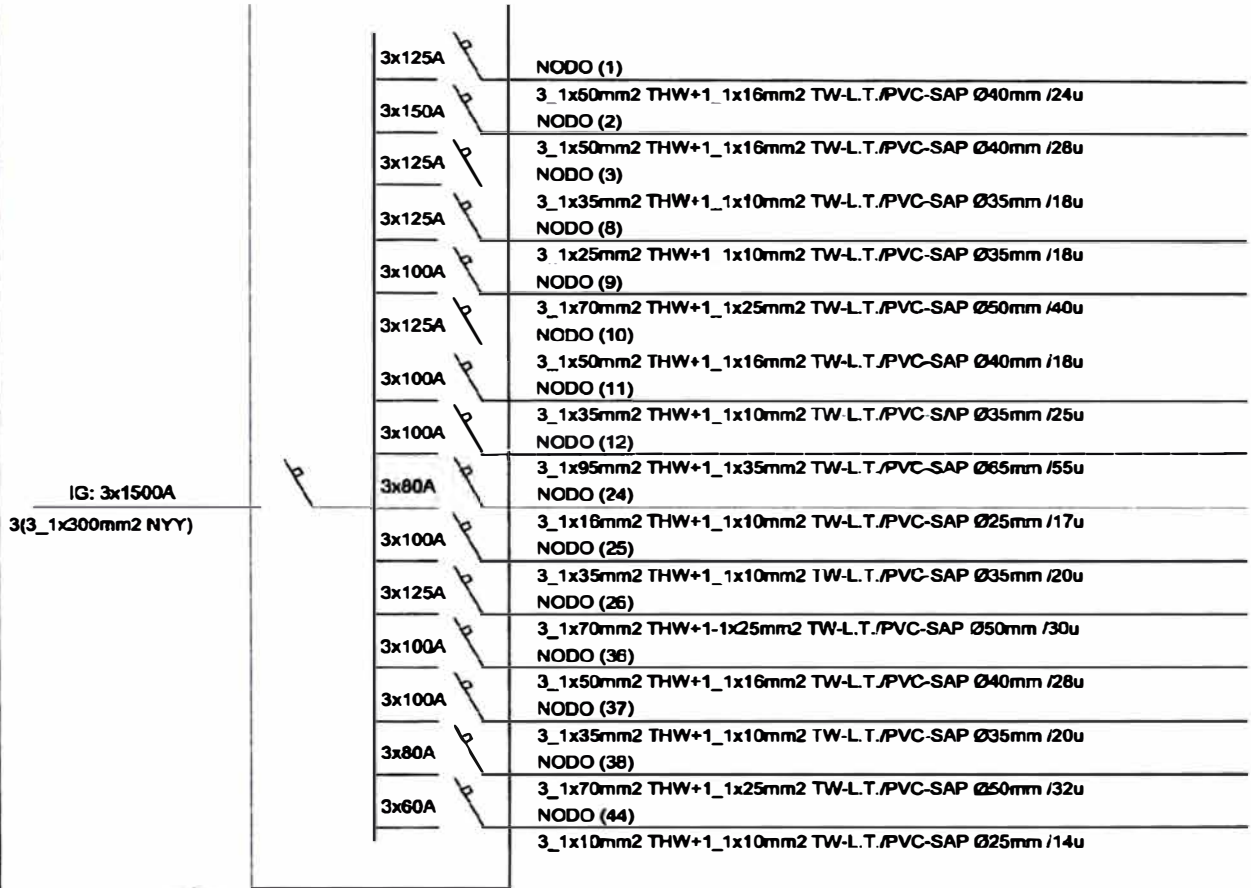 3x125A
NODO (1)
3_1x50mm2 THW+1_1x16mm2 TW-L.T./PVC-SAP Ø40mm /24u
3x150A
NODO (2)
3_1x50mm2 THW+1_1x16mm2 TW-L.T./PVC-SAP Ø40mm /28u
3x125A
NODO (3)
3_1x35mm2 THW+1_1x10mm2 TW-L.T./PVC-SAP Ø35mm /18u
3x125A
NODO (8)
3_1x25mm2 THW+1_1x10mm2 TW-L.T./PVC-SAP Ø35mm /18u
3x100A
NODO (9)
3_1x70mm2 THW+1_1x25mm2 TW-L.T./PVC-SAP Ø50mm /40u
3x125A
NODO (10)
3_1x50mm2 THW+1_1x16mm2 TW-L.T./PVC-SAP Ø40mm /18u
3x100A
NODO (11)
3_1x35mm2 THW+1_1x10mm2 TW-L.T./PVC-SAP Ø35mm /25u
3x100A
NODO (12)
3_1x95mm2 THW+1_1x35mm2 TW-L.T./PVC-SAP Ø65mm /55u
IG: 3x1500A
3(3_1x300mm2 NYY)
3x80A
NODO (24)
3_1x16mm2 THW+1_1x10mm2 TW-L.T./PVC-SAP Ø25mm /17u
3x100A
NODO (25)
3_1x35mm2 THW+1_1x10mm2 TW-L.T./PVC-SAP Ø35mm /20u
3x125A
NODO (26)
3_1x70mm2 THW+1-1x25mm2 TW-L.T./PVC-SAP Ø50mm /30u
3x100A
NODO (36)
3_1x50mm2 THW+1_1x16mm2 TW-L.T./PVC-SAP Ø40mm /28u
3x100A
NODO (37)
3_1x35mm2 THW+1_1x10mm2 TW-L.T./PVC-SAP Ø35mm /20u
3x80A
NODO (38)
3_1x70mm2 THW+1_1x25mm2 TW-L.T./PVC-SAP Ø50mm /32u
3x60A
NODO (44)
3_1x10mm2 THW+1_1x10mm2 TW-L.T./PVC-SAP Ø25mm /14u